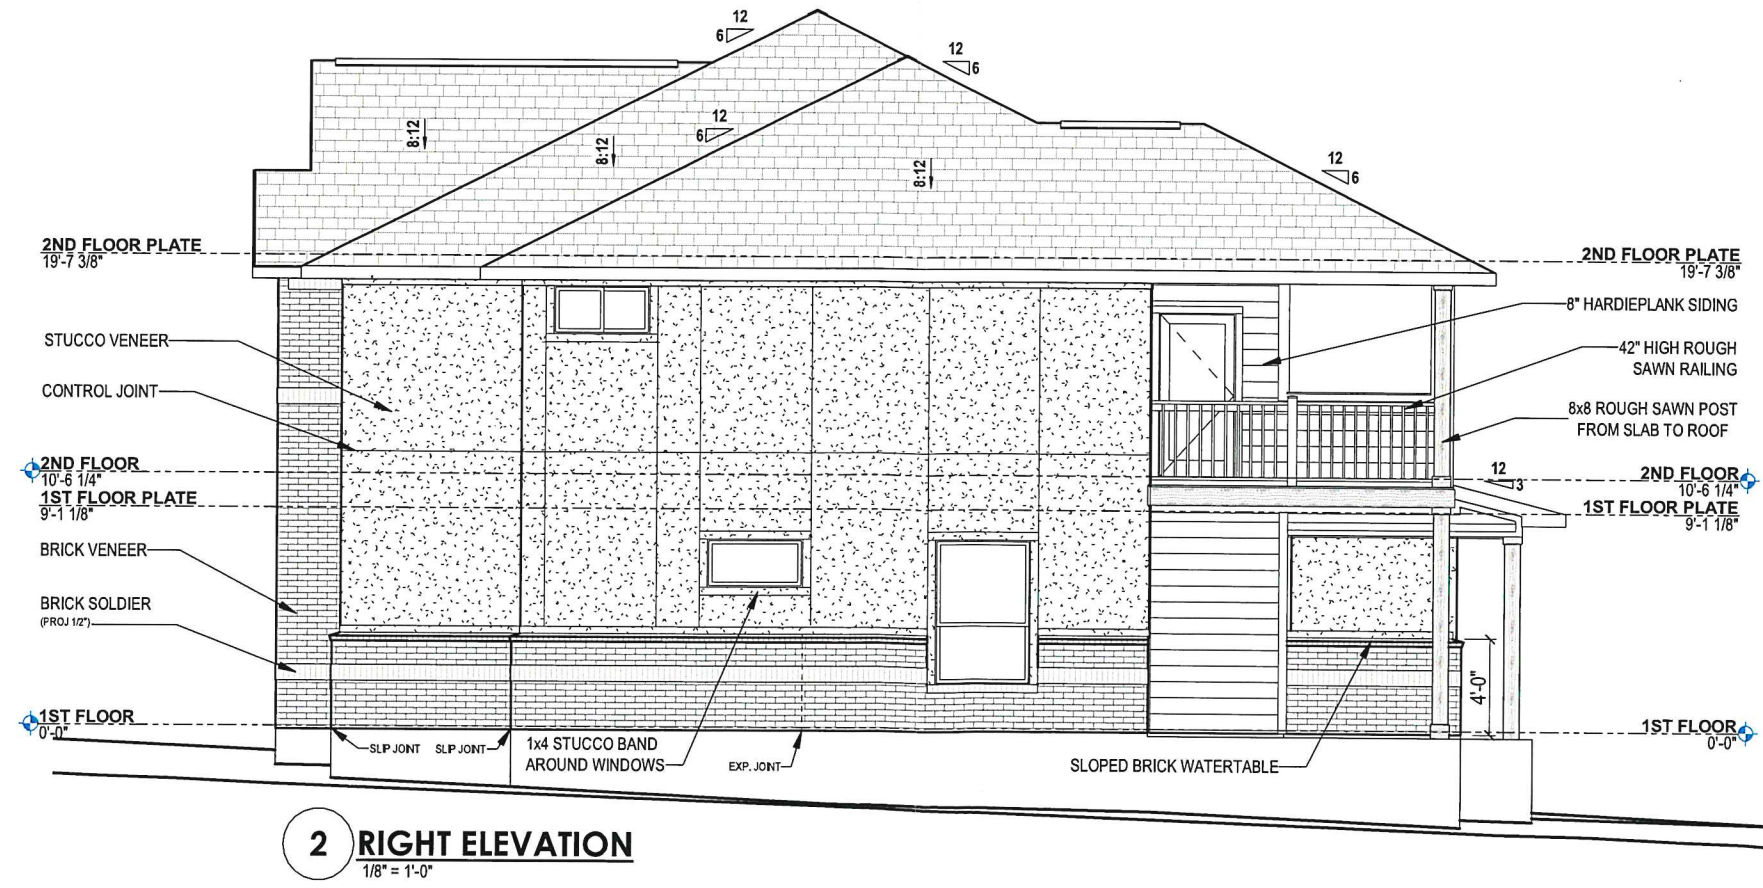 12
6
12
6
12
6
8:12
8:12
8:12
12
6
2ND FLOOR PLATE
19'-7 3/8"
2ND FLOOR PLATE
19'-7 3/8"
8" HARDIEPLANK SIDING
STUCCO VENEER
42" HIGH ROUGH
SAWN RAILING
CONTROL JOINT
8x8 ROUGH SAWN POST
FROM SLAB TO ROOF
2ND FLOOR
10'-6 1/4"
12
3
2ND FLOOR
10'-6 1/4"
1ST FLOOR PLATE
9'-1 1/8"
1ST FLOOR PLATE
9'-1 1/8"
BRICK VENEER
BRICK SOLDIER
(PROJ 1/2")
4'-0"
1ST FLOOR
0'-0"
1ST FLOOR
0'-0"
SLIP JOINT
SLIP JOINT
1x4 STUCCO BAND
AROUND WINDOWS
EXP. JOINT
SLOPED BRICK WATERTABLE
2
RIGHT ELEVATION
1/8" = 1'-0"